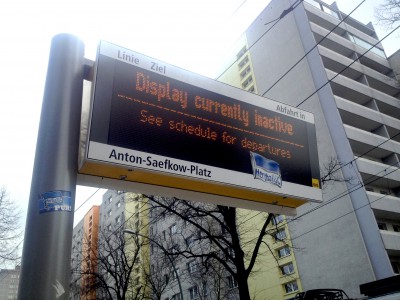 Linie Ziel Abfahrt in
Display currently inactive
See schedule for departures
Anton-Saefkow-Platz